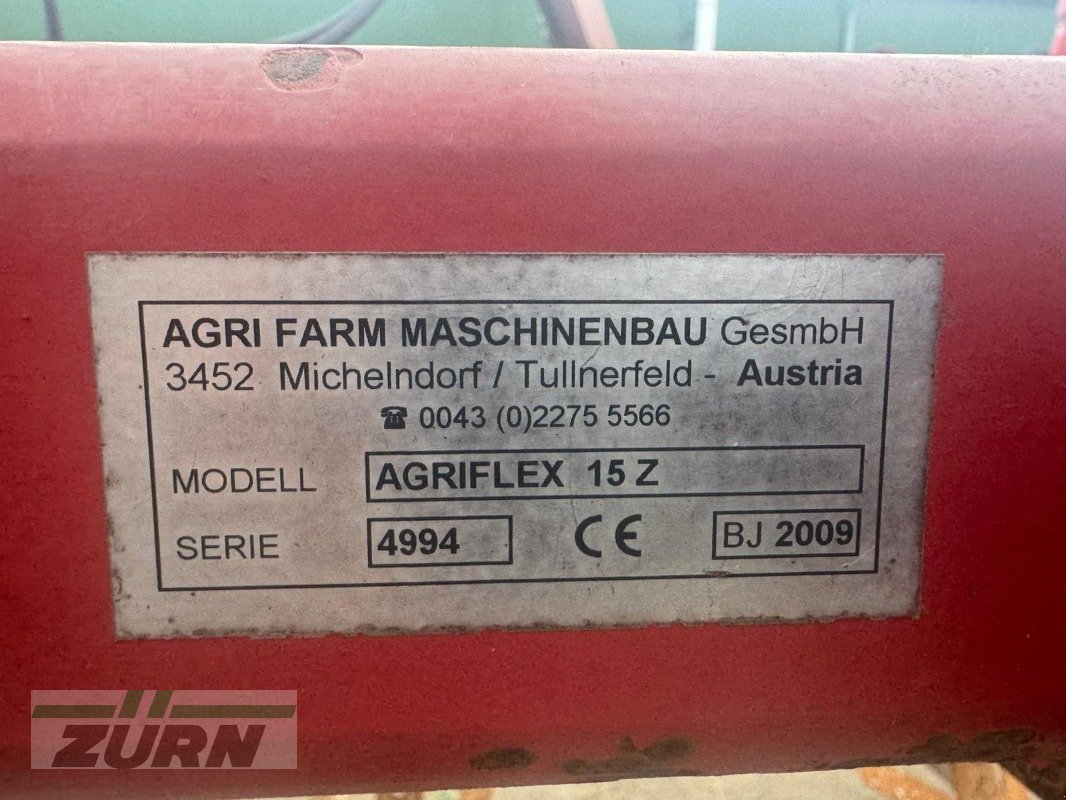 AGRI FARM MASCHINENBAU GesmbH
3452 Michelndorf / Tullnerfeld - Austria
☎ 0043 (0)2275 5566
MODELL AGRIFLEX 15 Z
SERIE 4994 CE BJ 2009
ZÜRN